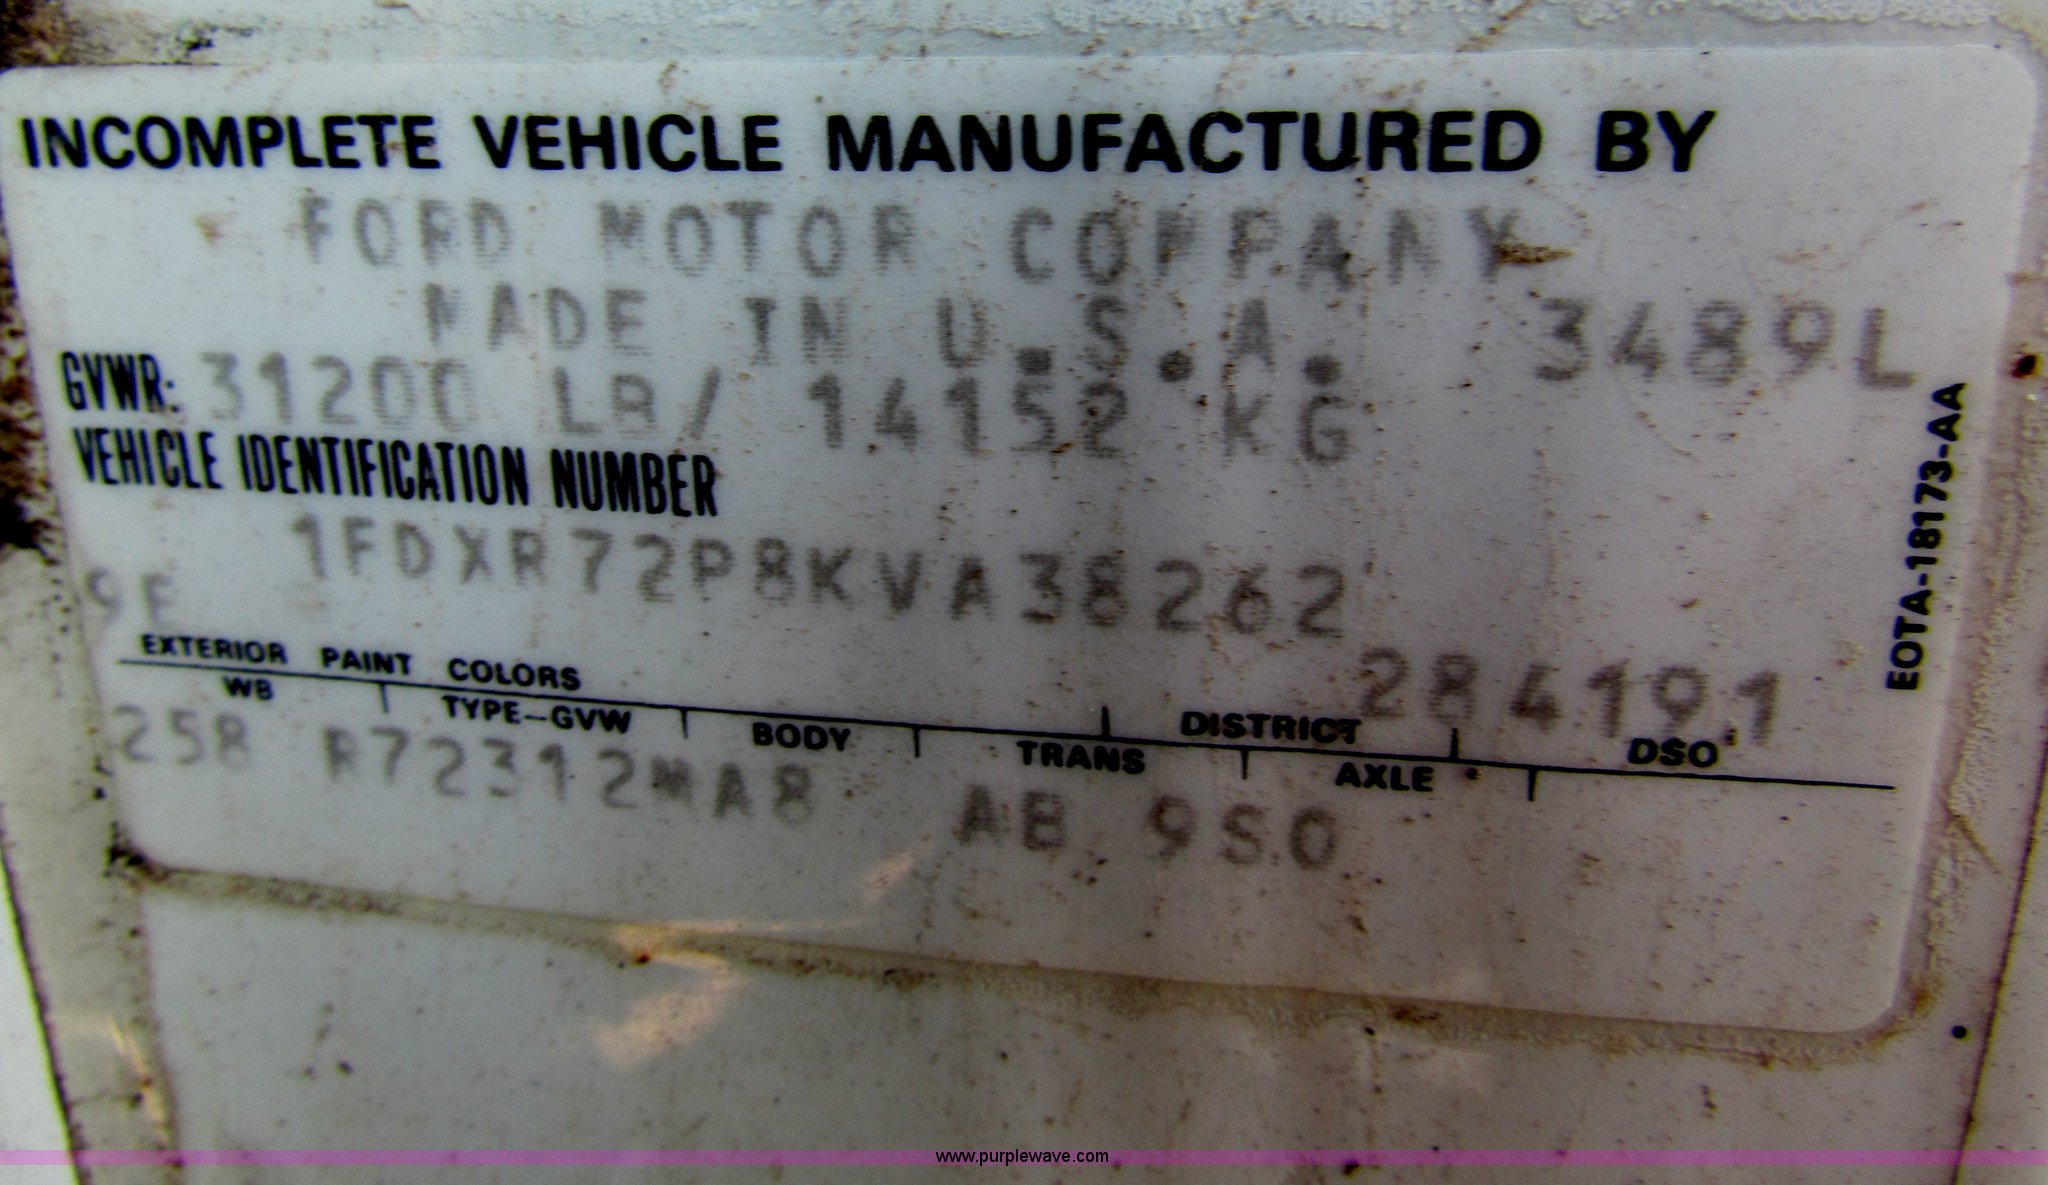 INCOMPLETE VEHICLE MANUFACTURED BY
FORD MOTOR COMPANY
MADE IN U.S.A. 3489L
GVWR: 31200 LB/ 14152 KG
VEHICLE IDENTIFICATION NUMBER
1FDXR72P8KVA38262
9E
284191
EXTERIOR PAINT COLORS DISTRICT DSO
WB TYPE-GVW BODY TRANS AXLE
258 R72312MA8 AB 9S0
EOTA-18173-AA
www.purplewave.com